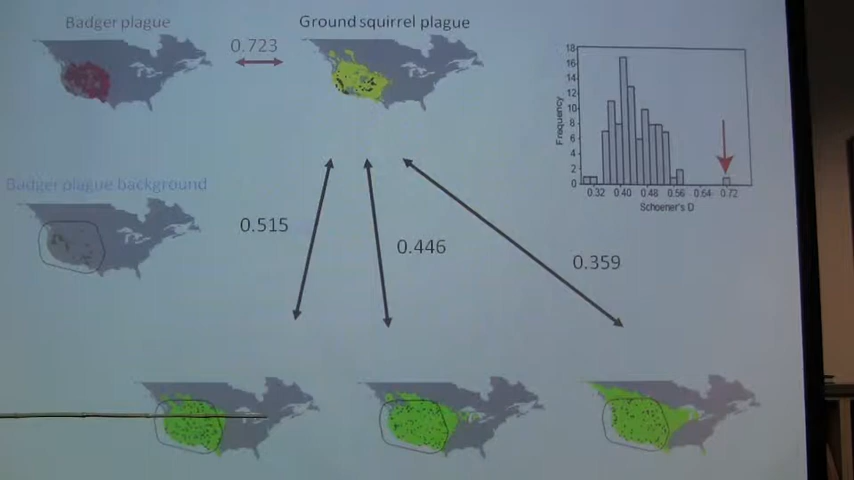 Badger plague
Ground squirrel plague
0.723
Badger plague background
0.515
0.446
0.359
18
16
14
12
10
8
6
4
2
0
Frequency
0.32 0.40 0.48 0.56 0.64 0.72
Schoener's D